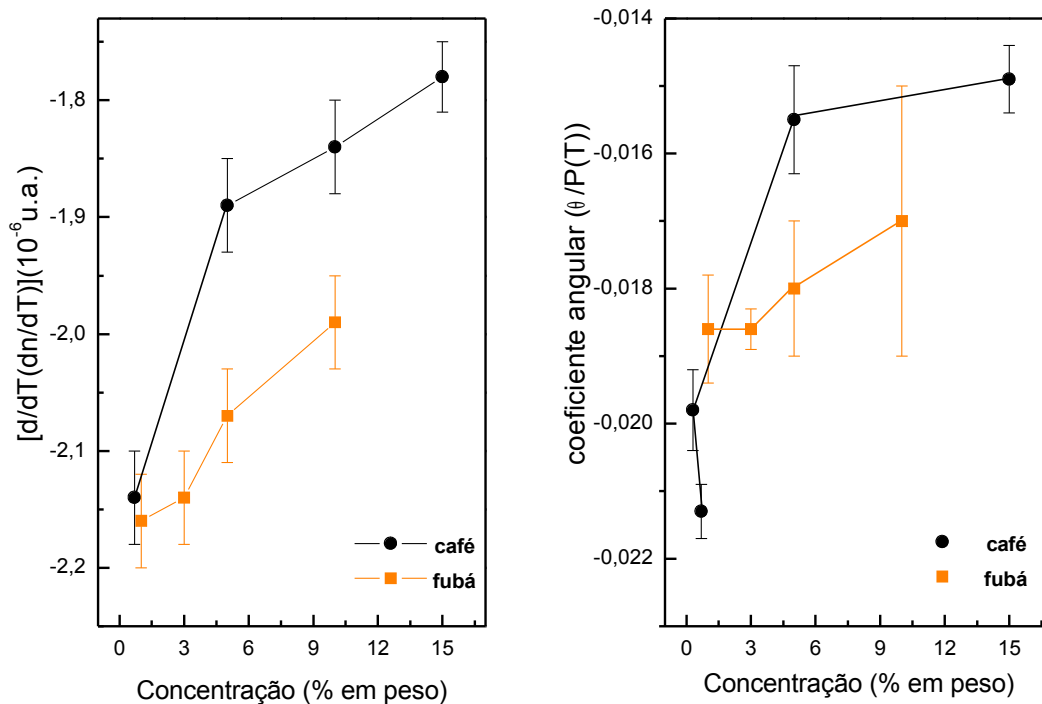 [d/dT(dn/dT)](10⁻⁶u.a.)
-1,8
-1,9
-2,0
-2,1
-2,2
0 3 6 9 12 15
Concentração (% em peso)
café
fubá
coeficiente angular (θ/P(T))
-0,014
-0,016
-0,018
-0,020
-0,022
0 3 6 9 12 15
Concentração (% em peso)
café
fubá